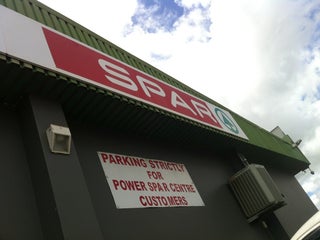 SPAR
PARKING STRICTLY
FOR
POWER SPAR CENTRE
CUSTOMERS